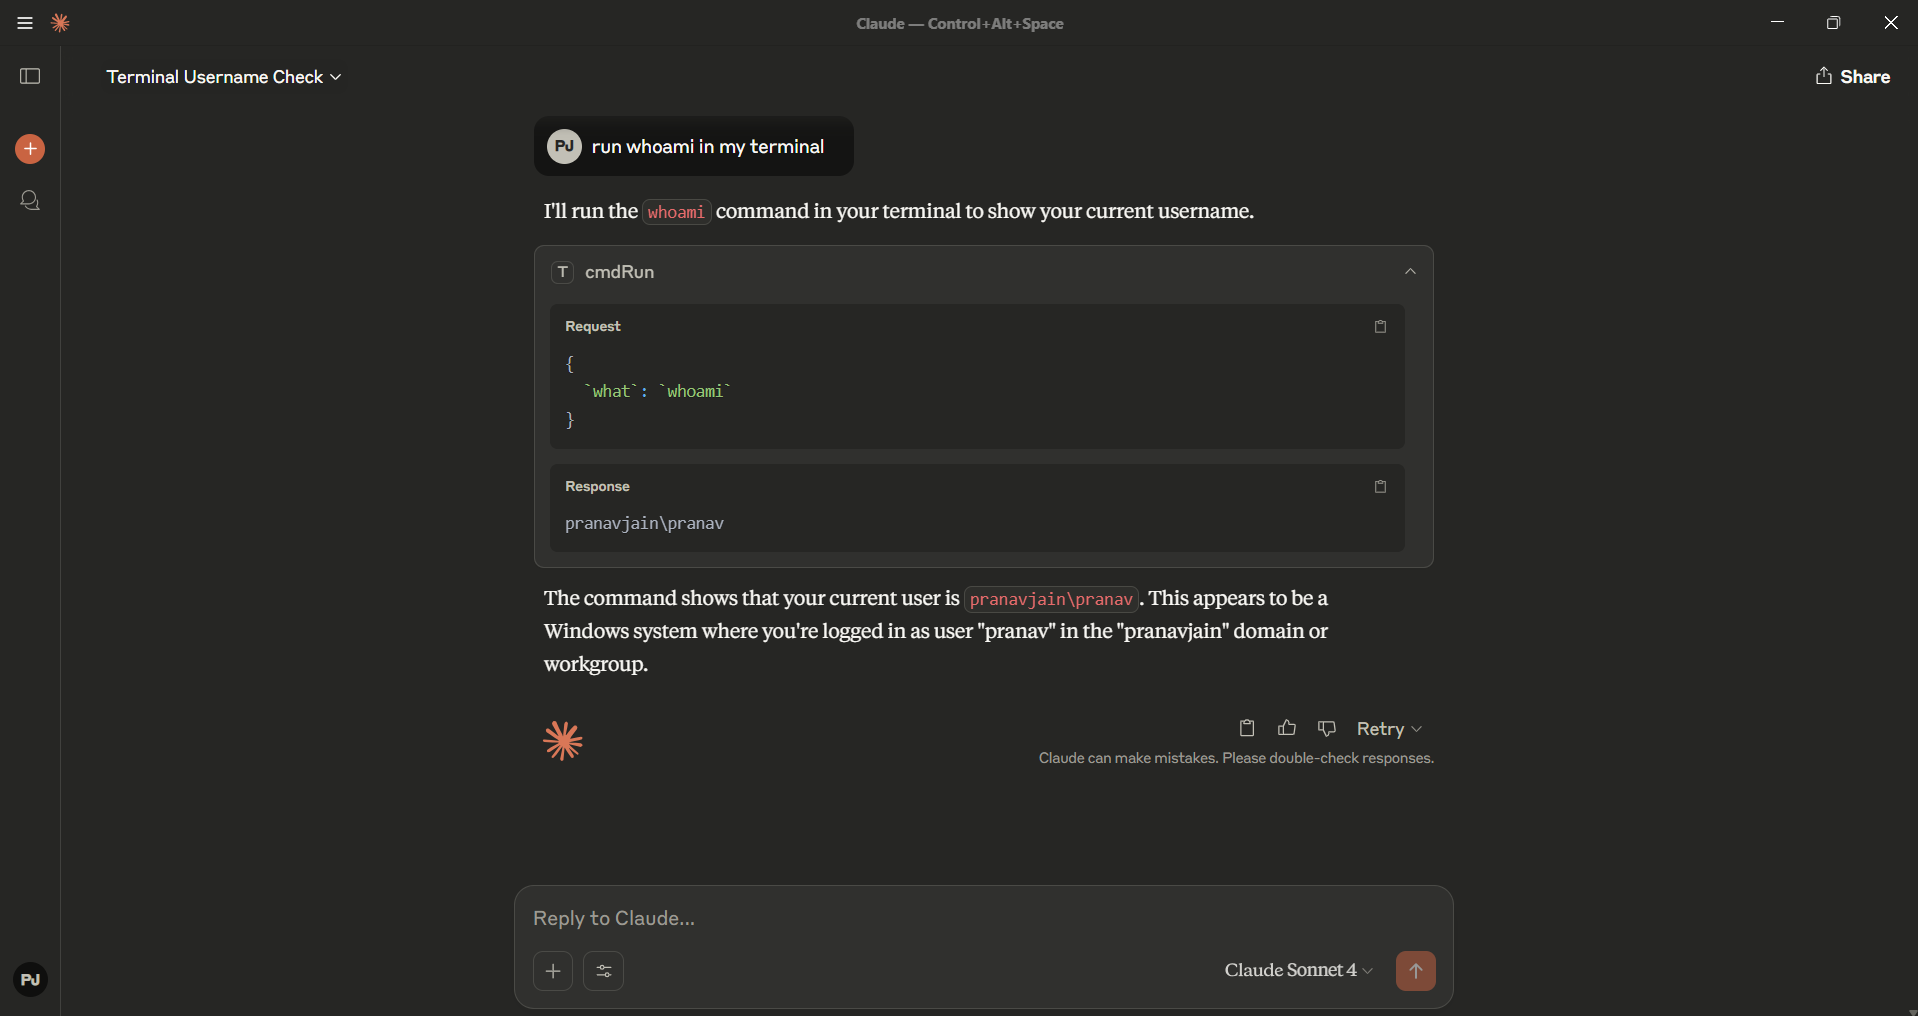 Claude — Control+Alt+Space
Terminal Username Check
Share
PJ run whoami in my terminal
I'll run the whoami command in your terminal to show your current username.
T cmdRun
Request
{
`what`: `whoami`
}
Response
pranavjain\pranav
The command shows that your current user is pranavjain\pranav. This appears to be a
Windows system where you're logged in as user "pranav" in the "pranavjain" domain or
workgroup.
Retry
Claude can make mistakes. Please double-check responses.
Reply to Claude...
Claude Sonnet 4
PJ